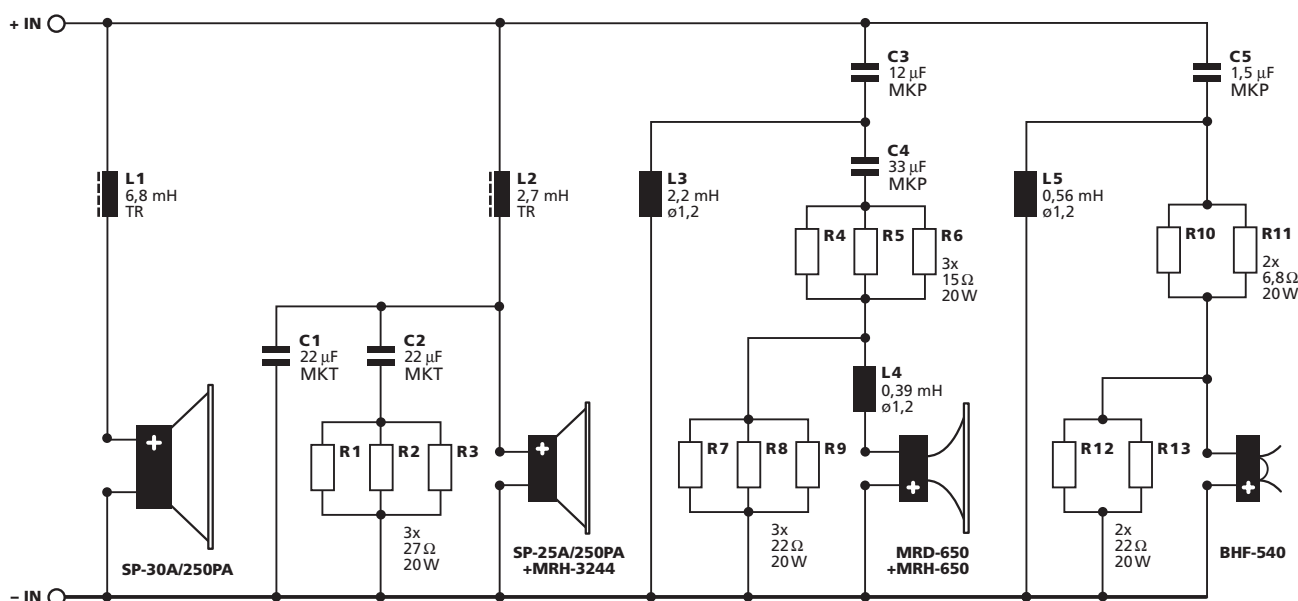 + IN
L1
6,8 mH
TR
SP-30A/250PA
C1
22 µF
MKT
C2
22 µF
MKT
R1
R2
R3
3x
27 Ω
20 W
L2
2,7 mH
TR
+
+
SP-25A/250PA
+MRH-3244
C3
12 µF
MKP
L3
2,2 mH
ø1,2
C4
33 µF
MKP
R4
R5
R6
3x
15 Ω
20 W
L4
0,39 mH
ø1,2
R7
R8
R9
3x
22 Ω
20 W
+
MRD-650
+MRH-650
C5
1,5 µF
MKP
L5
0,56 mH
ø1,2
R10
R11
2x
6,8 Ω
20 W
R12
R13
2x
22 Ω
20 W
+
BHF-540
− IN